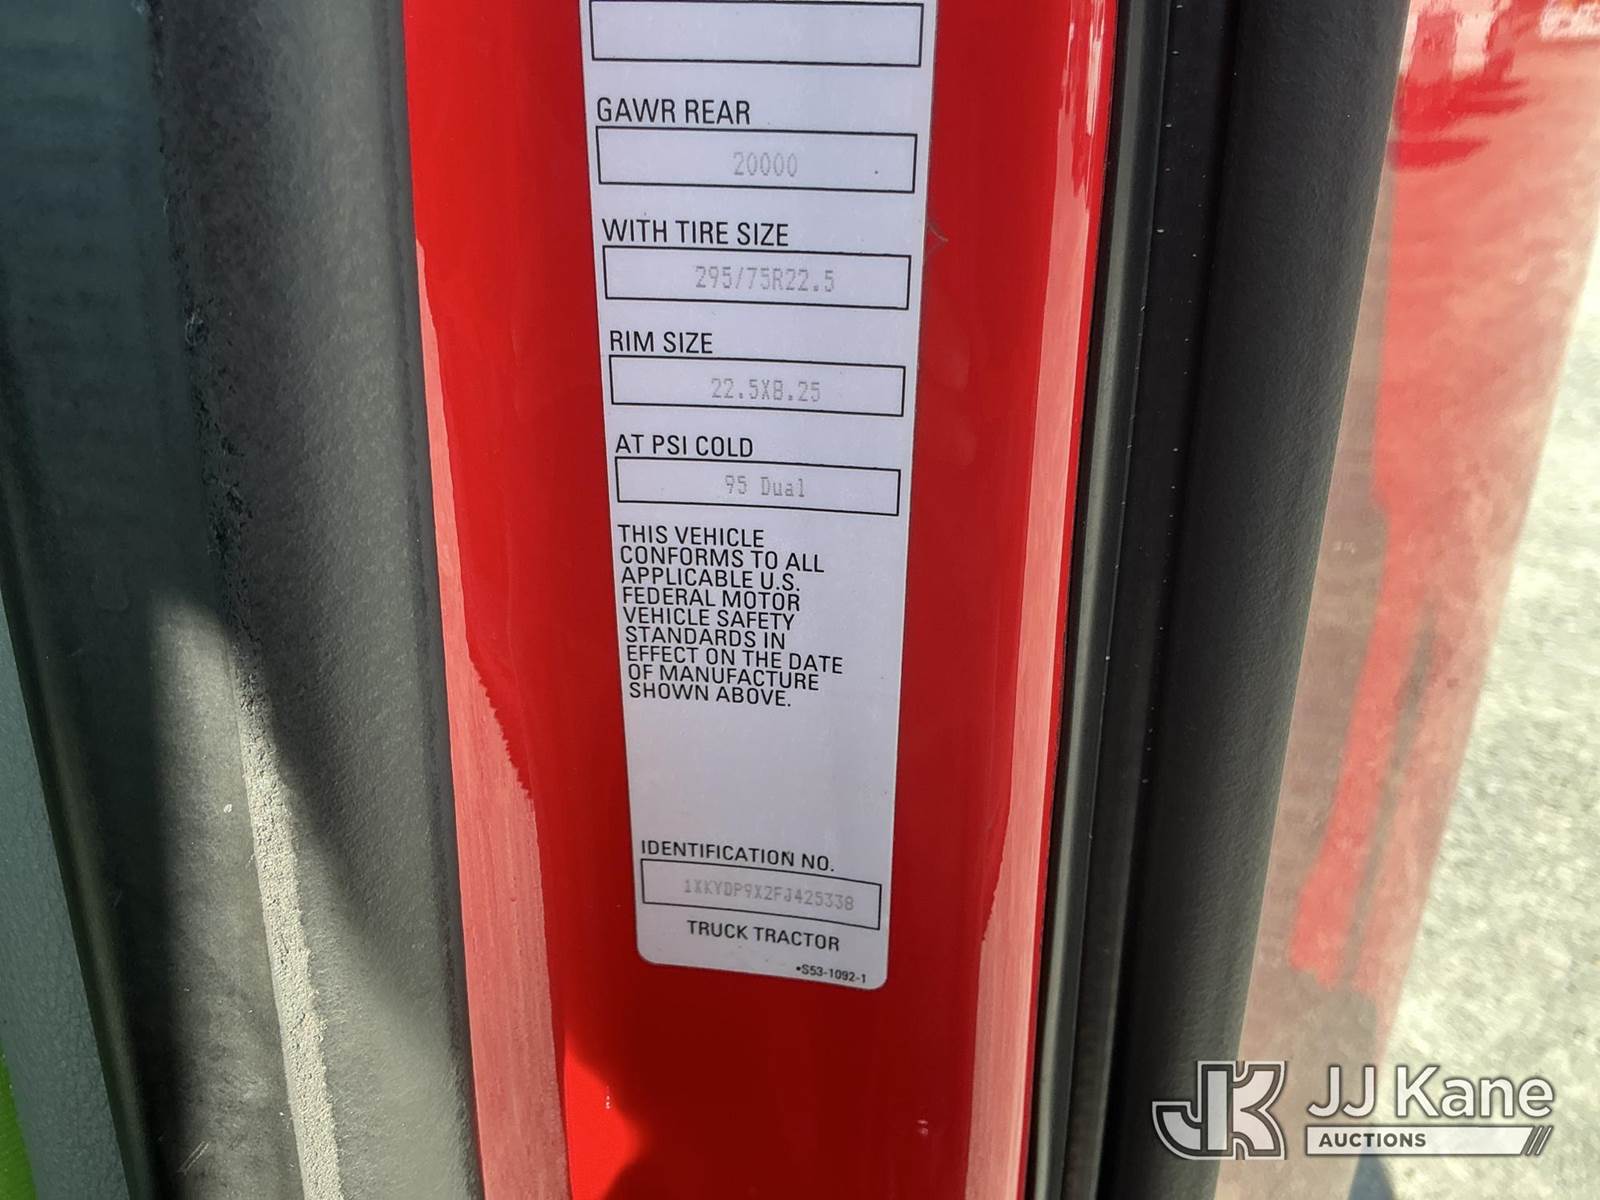 GAWR REAR
20000
WITH TIRE SIZE
295/75R22.5
RIM SIZE
22.5X8.25
AT PSI COLD
95 Dual
THIS VEHICLE
CONFORMS TO ALL
APPLICABLE U.S.
FEDERAL MOTOR
VEHICLE SAFETY
STANDARDS IN
EFFECT ON THE DATE
OF MANUFACTURE
SHOWN ABOVE.
IDENTIFICATION NO.
1XKYDP9X2FJ425338
TRUCK TRACTOR
•S53-1092-1
JK JJ Kane
AUCTIONS